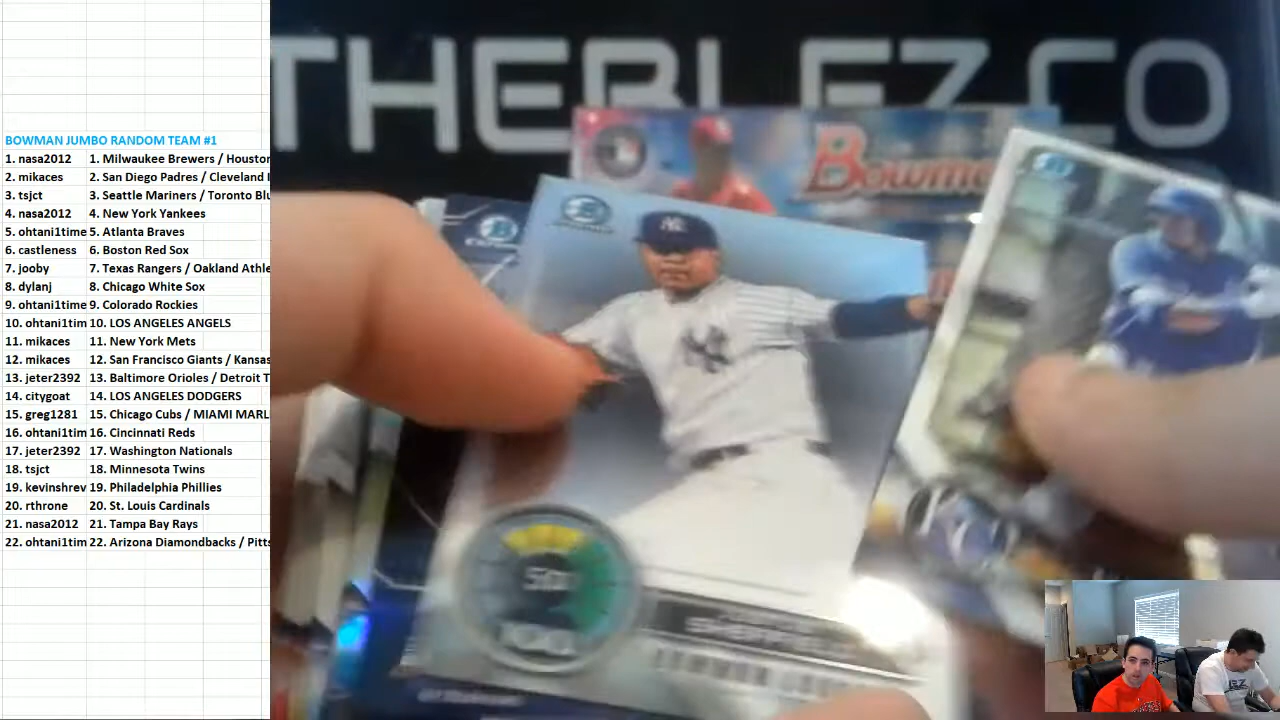 THEBLEZ.CO
BOWMAN JUMBO RANDOM TEAM #1
1. nasa2012 1. Milwaukee Brewers / Houston
2. mikaces 2. San Diego Padres / Cleveland I
3. tsjct 3. Seattle Mariners / Toronto Blu
4. nasa2012 4. New York Yankees
5. ohtani1time 5. Atlanta Braves
6. castleness 6. Boston Red Sox
7. jooby 7. Texas Rangers / Oakland Athle
8. dylanj 8. Chicago White Sox
9. ohtani1time 9. Colorado Rockies
10. ohtani1tim 10. LOS ANGELES ANGELS
11. mikaces 11. New York Mets
12. mikaces 12. San Francisco Giants / Kansas
13. jeter2392 13. Baltimore Orioles / Detroit T
14. citygoat 14. LOS ANGELES DODGERS
15. greg1281 15. Chicago Cubs / MIAMI MARL
16. ohtani1tim 16. Cincinnati Reds
17. jeter2392 17. Washington Nationals
18. tsjct 18. Minnesota Twins
19. kevinshrev 19. Philadelphia Phillies
20. rthrone 20. St. Louis Cardinals
21. nasa2012 21. Tampa Bay Rays
22. ohtani1tim 22. Arizona Diamondbacks / Pitts
Bowma
NY